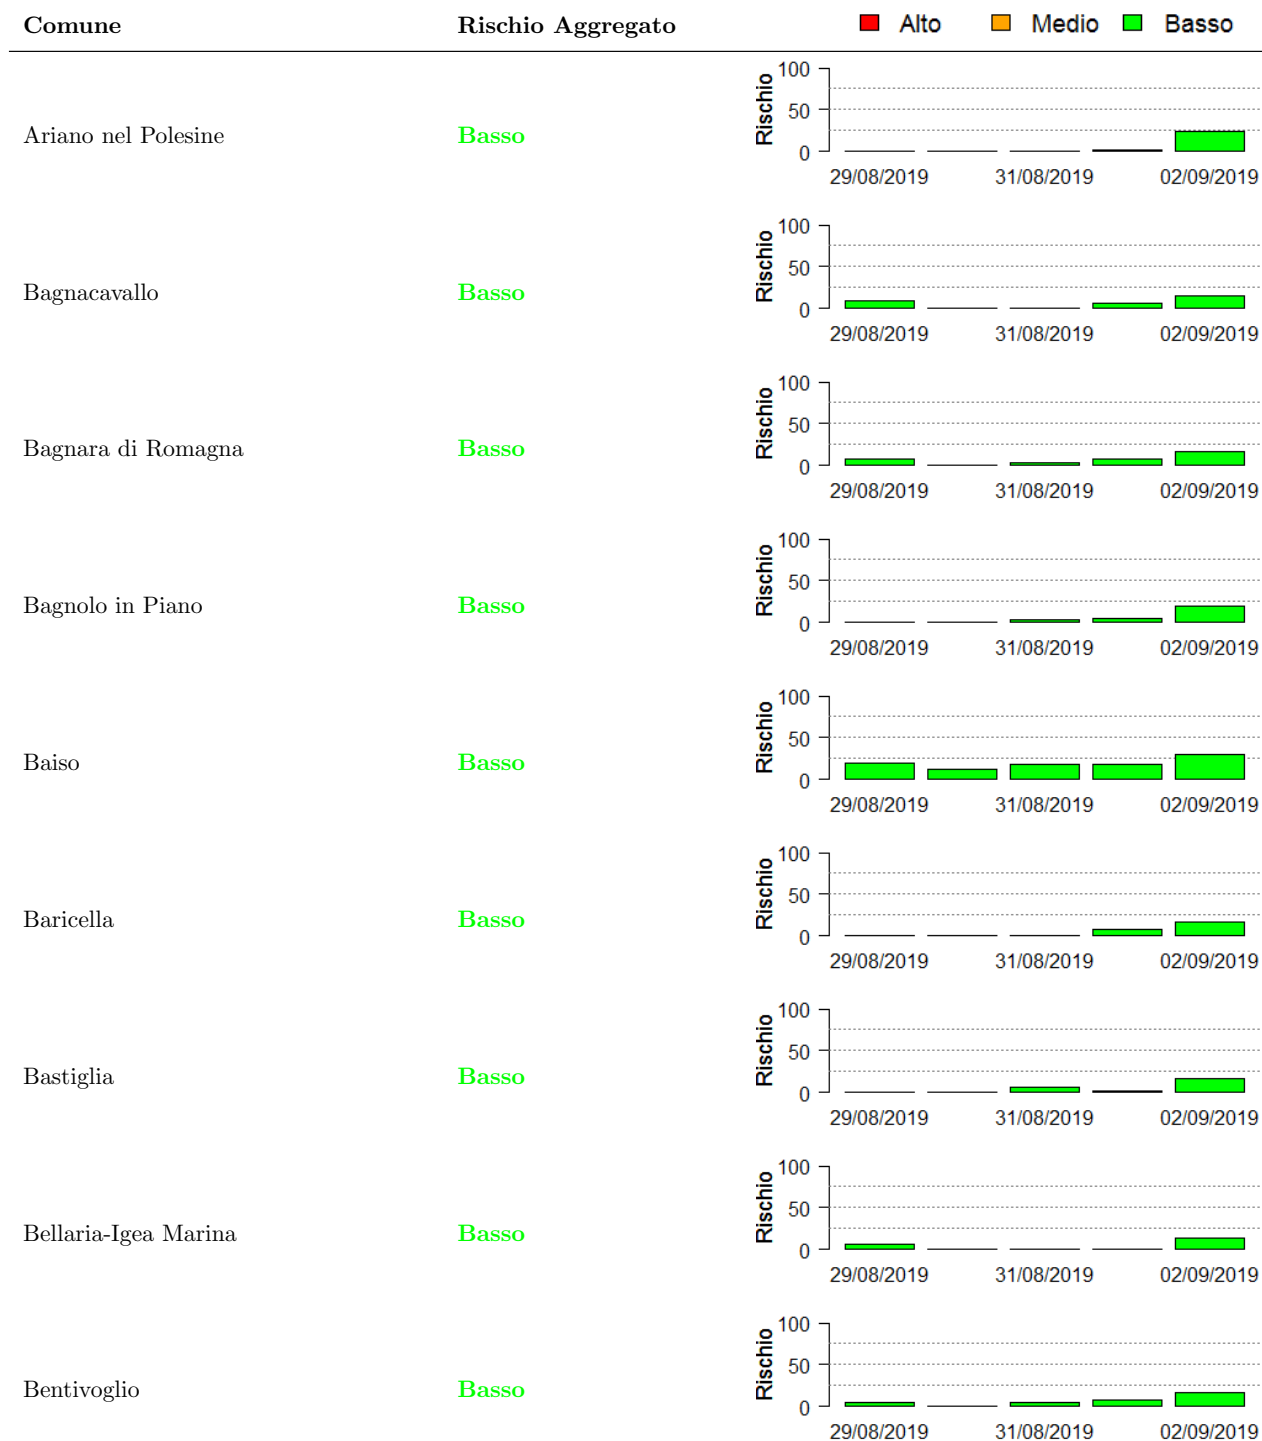 Comune Rischio Aggregato Alto Medio Basso
Ariano nel Polesine Basso
Rischio
100
50
0
29/08/2019 31/08/2019 02/09/2019
Bagnacavallo Basso
Rischio
100
50
0
29/08/2019 31/08/2019 02/09/2019
Bagnara di Romagna Basso
Rischio
100
50
0
29/08/2019 31/08/2019 02/09/2019
Bagnolo in Piano Basso
Rischio
100
50
0
29/08/2019 31/08/2019 02/09/2019
Baiso Basso
Rischio
100
50
0
29/08/2019 31/08/2019 02/09/2019
Baricella Basso
Rischio
100
50
0
29/08/2019 31/08/2019 02/09/2019
Bastiglia Basso
Rischio
100
50
0
29/08/2019 31/08/2019 02/09/2019
Bellaria-Igea Marina Basso
Rischio
100
50
0
29/08/2019 31/08/2019 02/09/2019
Bentivoglio Basso
Rischio
100
50
0
29/08/2019 31/08/2019 02/09/2019